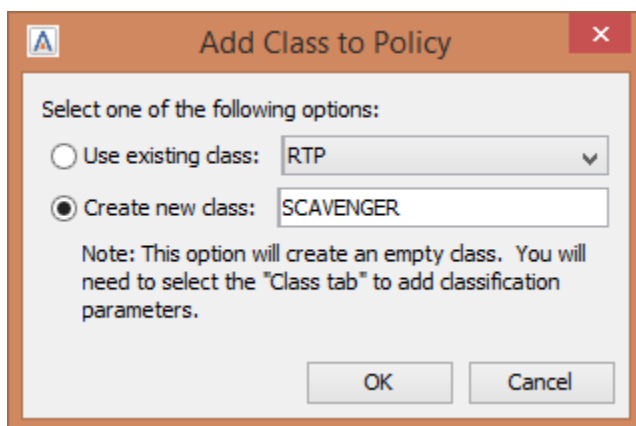 Add Class to Policy
Select one of the following options:
Use existing class: RTP
Create new class: SCAVENGER
Note: This option will create an empty class. You will
need to select the "Class tab" to add classification
parameters.
OK Cancel